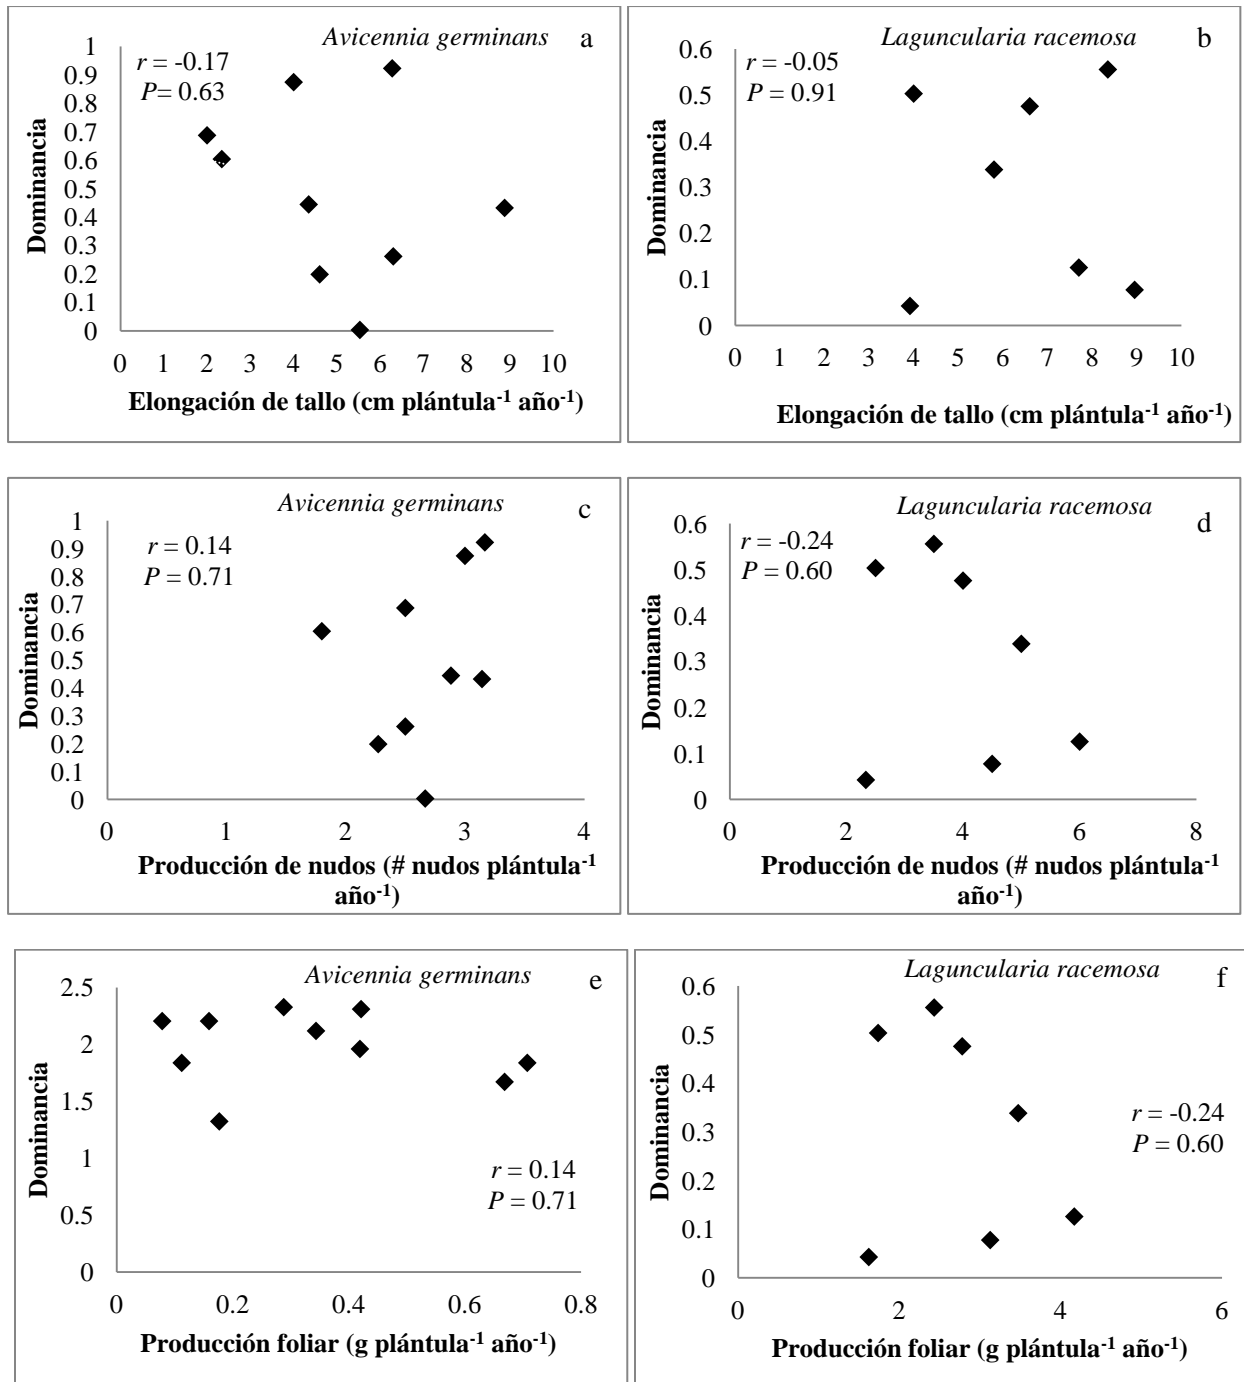 Avicennia germinans a
r = -0.17
P= 0.63
1
0.9
0.8
0.7
0.6
0.5
0.4
0.3
0.2
0.1
0
Dominancia
0 1 2 3 4 5 6 7 8 9 10
Elongación de tallo (cm plántula-1 año-1)
Laguncularia racemosa b
r = -0.05
P = 0.91
0.6
0.5
0.4
0.3
0.2
0.1
0
Dominancia
0 1 2 3 4 5 6 7 8 9 10
Elongación de tallo (cm plántula-1 año-1)
Avicennia germinans c
r = 0.14
P = 0.71
1
0.9
0.8
0.7
0.6
0.5
0.4
0.3
0.2
0.1
0
Dominancia
0 1 2 3 4
Producción de nudos (# nudos plántula-1
año-1)
Laguncularia racemosa d
r = -0.24
P = 0.60
0.6
0.5
0.4
0.3
0.2
0.1
0
Dominancia
0 2 4 6 8
Producción de nudos (# nudos plántula-1
año-1)
Avicennia germinans e
2.5
2
1.5
1
0.5
0
Dominancia
r = 0.14
P = 0.71
0 0.2 0.4 0.6 0.8
Producción foliar (g plántula-1 año-1)
Laguncularia racemosa f
0.6
0.5
0.4
0.3
0.2
0.1
0
Dominancia
r = -0.24
P = 0.60
0 2 4 6
Producción foliar (g plántula-1 año-1)